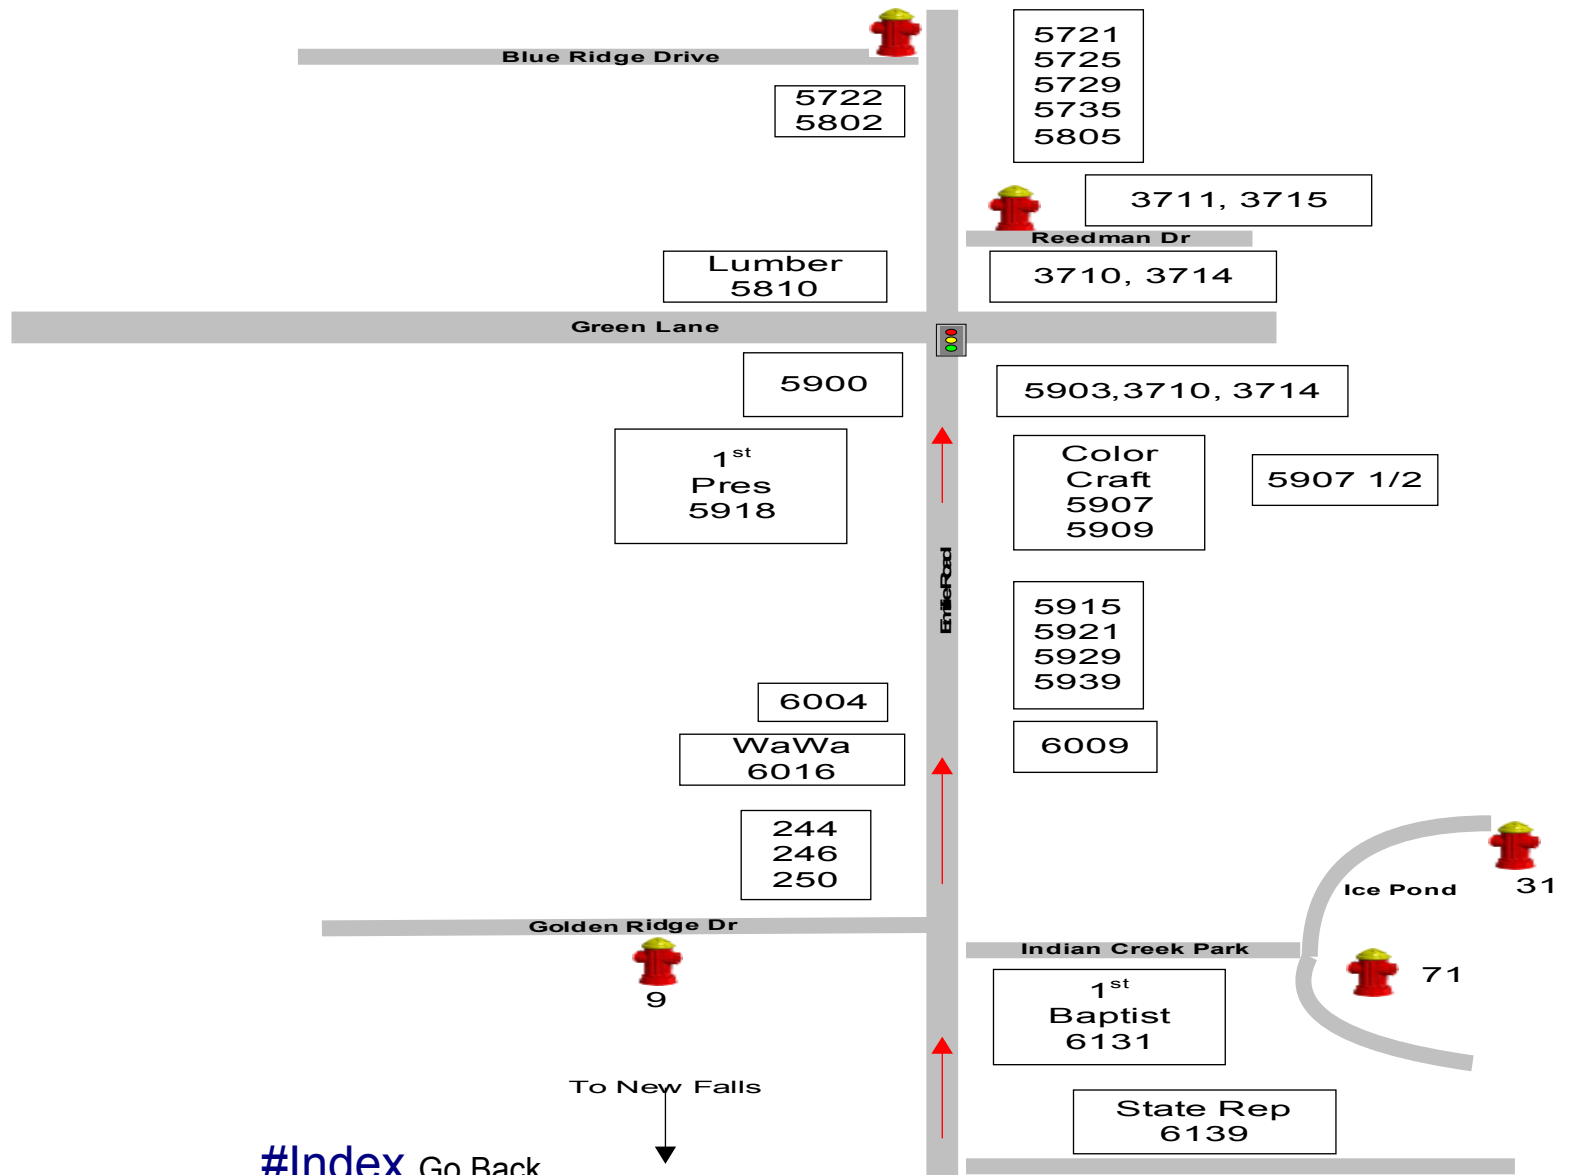 Blue Ridge Drive
5721
5725
5729
5735
5805
5722
5802
3711, 3715
Reedman Dr
Lumber
5810
3710, 3714
Green Lane
5900
5903,3710, 3714
1st
Pres
5918
Color
Craft
5907
5909
5907 1/2
Emilie Road
5915
5921
5929
5939
6004
6009
WaWa
6016
244
246
250
Ice Pond
31
Golden Ridge Dr
9
Indian Creek Park
71
1st
Baptist
6131
To New Falls
State Rep
6139
#Index Go Back